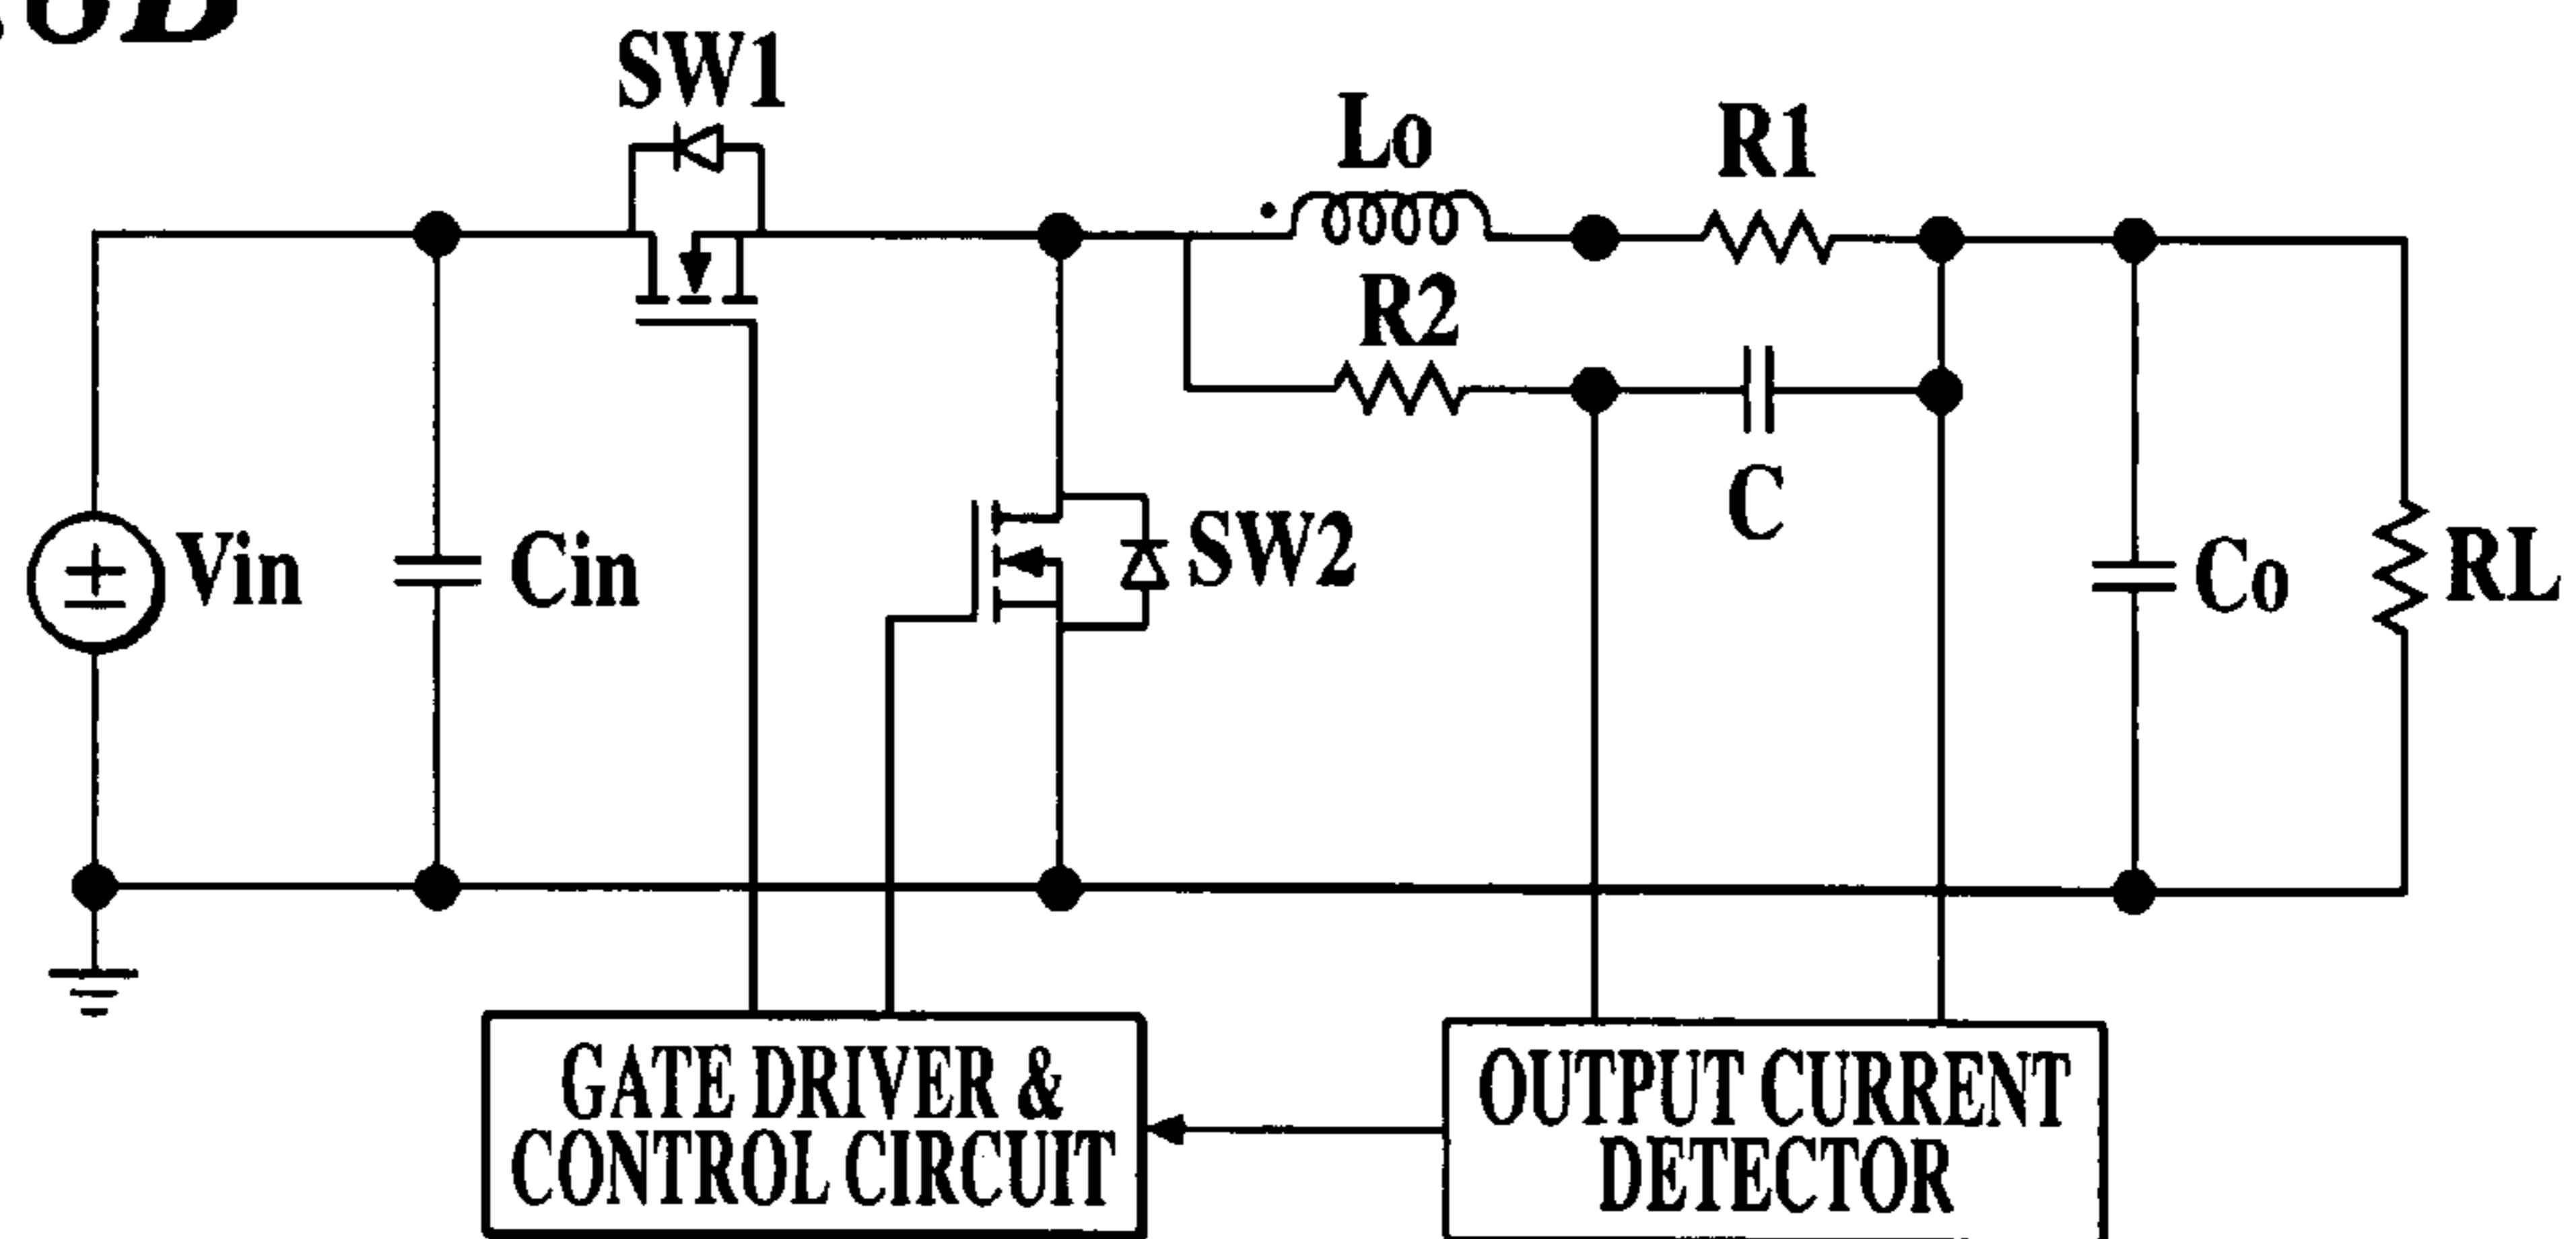 SW1
Lo
R1
R2
C
Vin
Cin
SW2
Co
RL
GATE DRIVER &
CONTROL CIRCUIT
OUTPUT CURRENT
DETECTOR